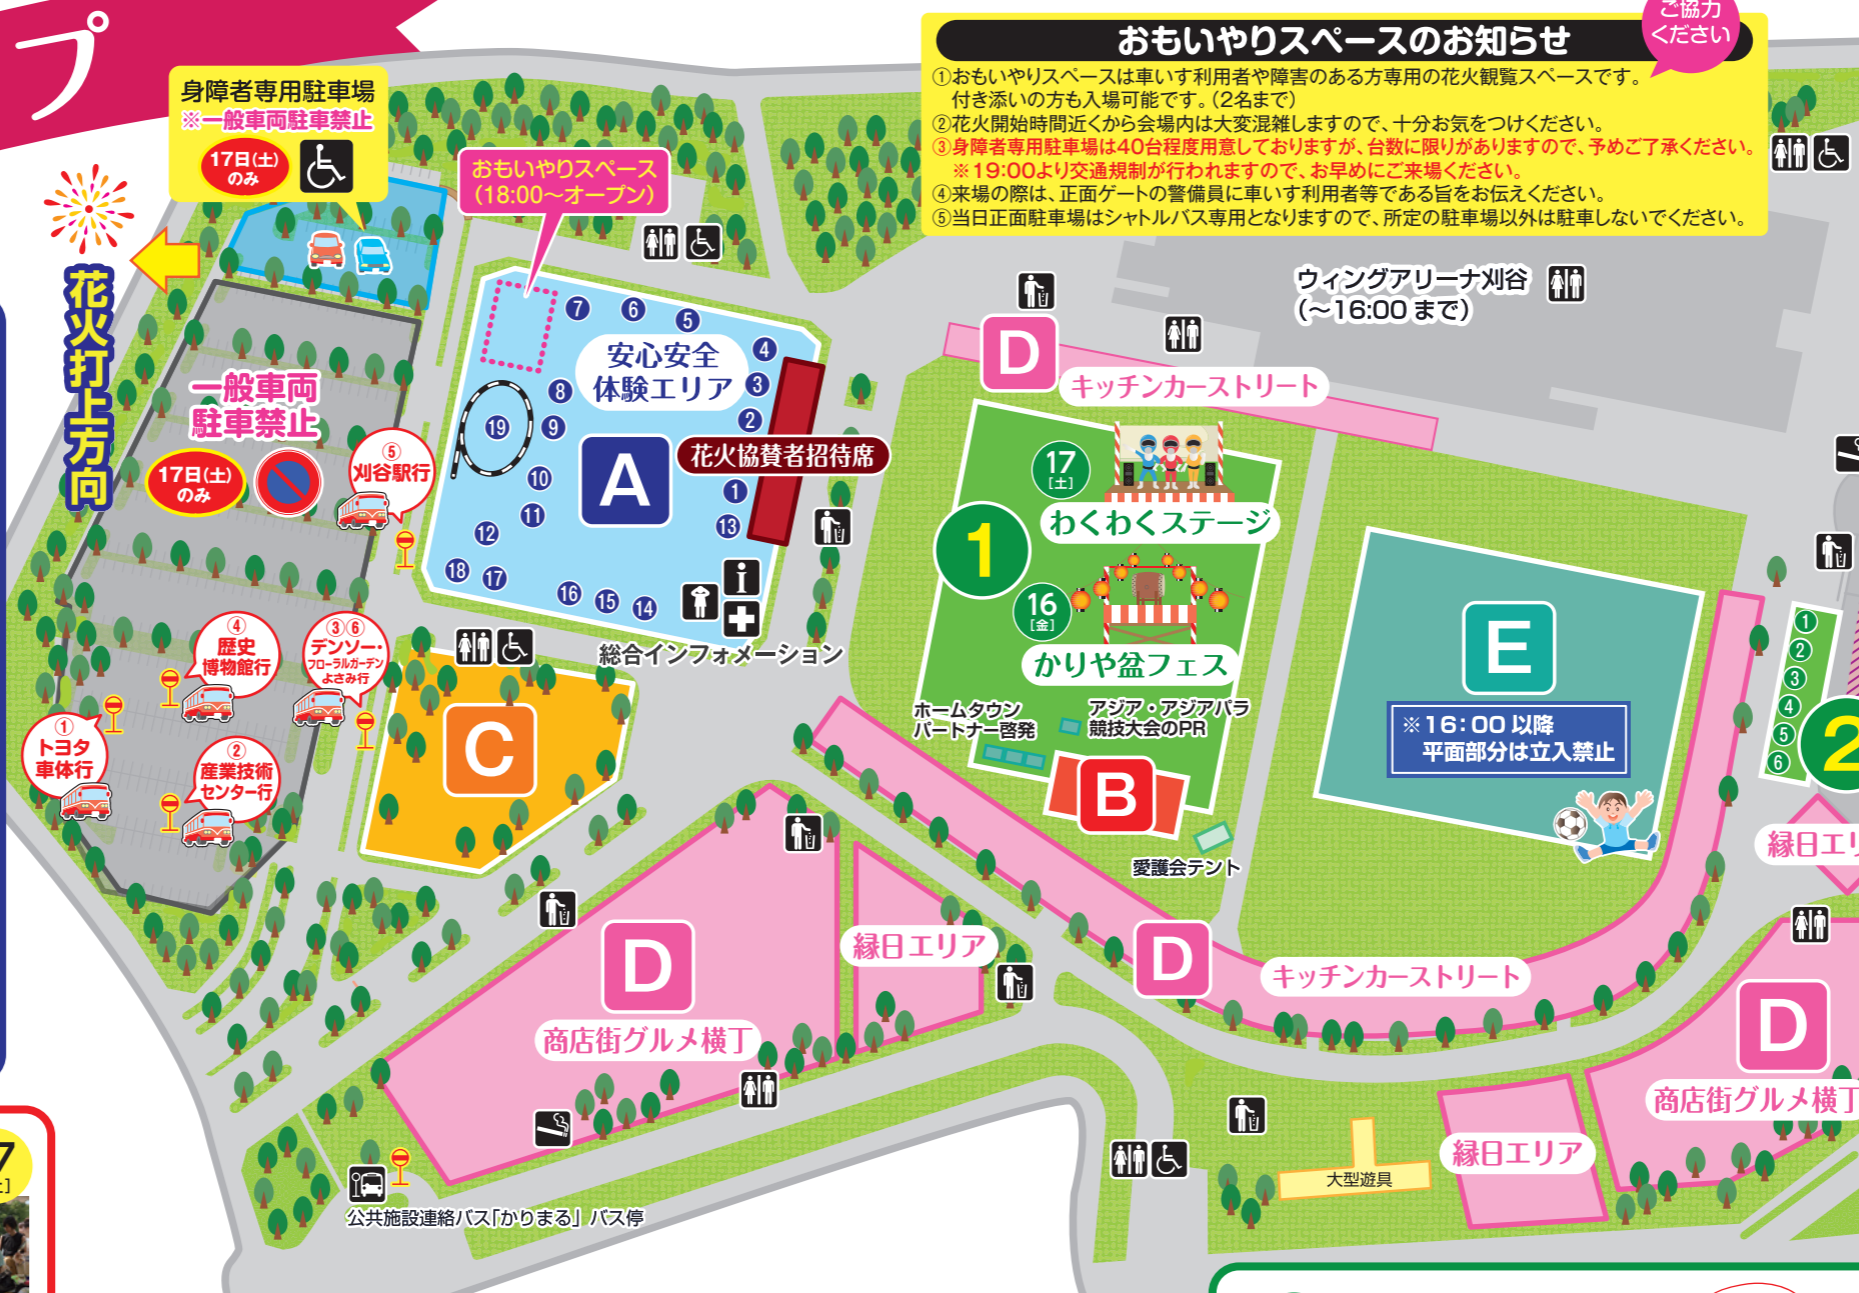 プ
ご協力
ください
おもいやりスペースのお知らせ
①おもいやりスペースは車いす利用者や障害のある方専用の花火観覧スペースです。
付き添いの方も入場可能です。(2名まで)
②花火開始時間近くから会場内は大変混雑しますので、十分お気をつけください。
③身障者専用駐車場は40台程度用意しておりますが、台数に限りがありますので、予めご了承ください。
※19:00より交通規制が行われますので、お早めにご来場ください。
④来場の際は、正面ゲートの警備員に車いす利用者等である旨をお伝えください。
⑤当日正面駐車場はシャトルバス専用となりますので、所定の駐車場以外は駐車しないでください。
身障者専用駐車場
※一般車両駐車禁止
17日(土)
のみ
おもいやりスペース
(18:00〜オープン)
花火打上方向
一般車両
駐車禁止
17日(土)
のみ
⑤
刈谷駅行
④
歴史
博物館行
③⑥
デンソー・
フローラルガーデン
よさみ行
①
トヨタ
車体行
②
産業技術
センター行
⑦
⑥
⑤
④
③
②
安心安全
体験エリア
⑧
⑨
⑲
⑩
⑪
⑫
A
花火協賛者招待席
①
⑬
⑱
⑰
⑯
⑮
⑭
i
総合インフォメーション
C
ウィングアリーナ刈谷
(〜16:00 まで)
D
キッチンカーストリート
1
17
[土]
わくわくステージ
16
[金]
かりや盆フェス
ホームタウン
パートナー啓発
アジア・アジアパラ
競技大会のPR
B
愛護会テント
E
※16:00 以降
平面部分は立入禁止
①
②
③
④
⑤
⑥
2
縁日エリ
D
商店街グルメ横丁
縁日エリア
D
キッチンカーストリート
D
商店街グルメ横丁
縁日エリア
大型遊具
公共施設連絡バス「かりまる」バス停
7